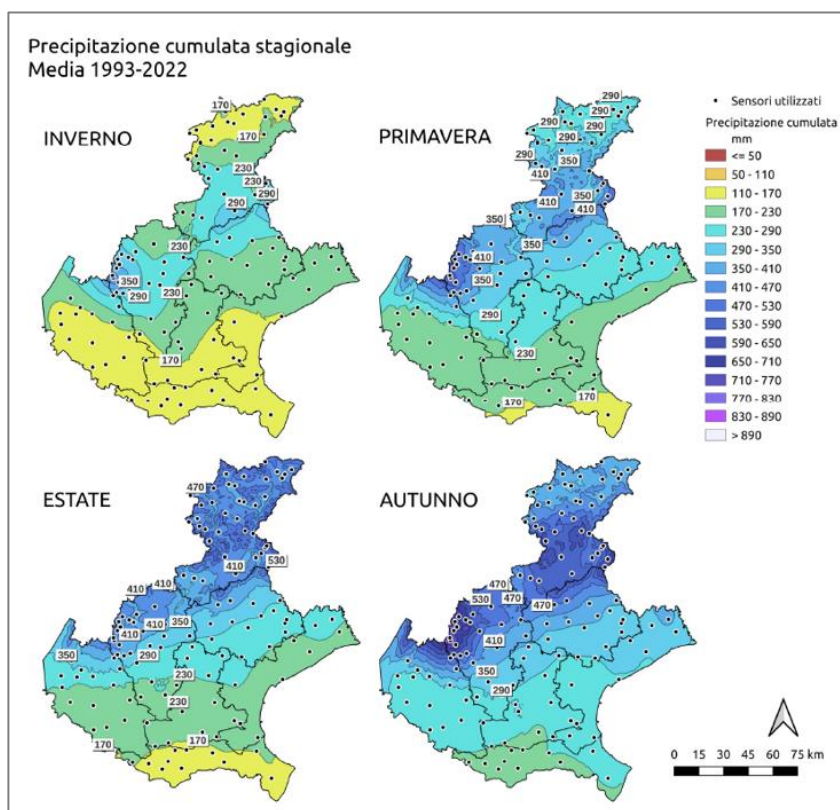 Precipitazione cumulata stagionale
Media 1993-2022
INVERNO
170
170
230
230
290
290
230
350
290
230
170
PRIMAVERA
290
290
290
290
290
290
290
350
410
410
350
410
350
350
410
350
290
230
170
170
Sensori utilizzati
Precipitazione cumulata
mm
<= 50
50 - 110
110 - 170
170 - 230
230 - 290
290 - 350
350 - 410
410 - 470
470 - 530
530 - 590
590 - 650
650 - 710
710 - 770
770 - 830
830 - 890
> 890
ESTATE
470
530
410
410
410
410
410
350
350
290
230
230
170
170
AUTUNNO
470
530
470
470
410
350
290
0 15 30 45 60 75 km